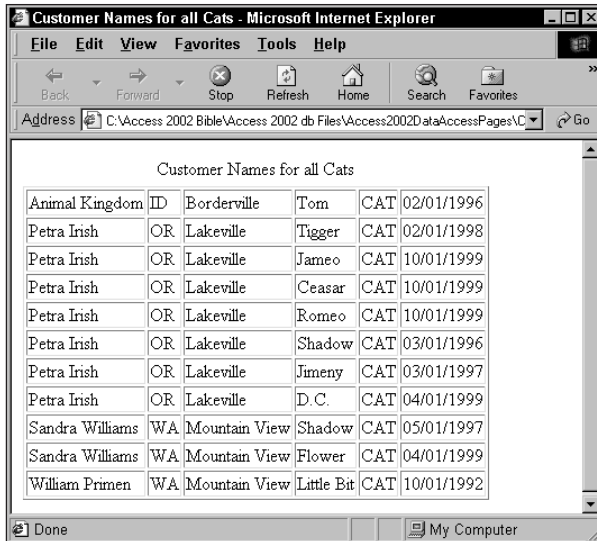 Customer Names for all Cats - Microsoft Internet Explorer
File Edit View Favorites Tools Help
Back Forward Stop Refresh Home Search Favorites »
Address C:\Access 2002 Bible\Access 2002 db Files\Access2002DataAccessPages\C Go
Customer Names for all Cats
Animal Kingdom ID Borderville Tom CAT 02/01/1996
Petra Irish OR Lakeville Tigger CAT 02/01/1998
Petra Irish OR Lakeville Jameo CAT 10/01/1999
Petra Irish OR Lakeville Ceasar CAT 10/01/1999
Petra Irish OR Lakeville Romeo CAT 10/01/1999
Petra Irish OR Lakeville Shadow CAT 03/01/1996
Petra Irish OR Lakeville Jimeny CAT 03/01/1997
Petra Irish OR Lakeville D.C. CAT 04/01/1999
Sandra Williams WA Mountain View Shadow CAT 05/01/1997
Sandra Williams WA Mountain View Flower CAT 04/01/1999
William Primen WA Mountain View Little Bit CAT 10/01/1992
Done My Computer